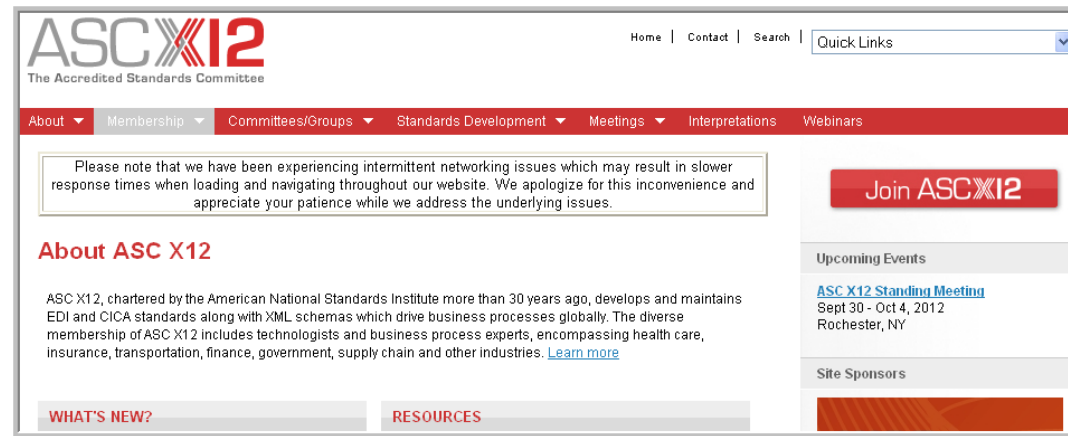 ASC X12
The Accredited Standards Committee
Home | Contact | Search |
Quick Links
About
Membership
Committees/Groups
Standards Development
Meetings
Interpretations
Webinars
Please note that we have been experiencing intermittent networking issues which may result in slower
response times when loading and navigating throughout our website. We apologize for this inconvenience and
appreciate your patience while we address the underlying issues.
About ASC X12
ASC X12, chartered by the American National Standards Institute more than 30 years ago, develops and maintains
EDI and CICA standards along with XML schemas which drive business processes globally. The diverse
membership of ASC X12 includes technologists and business process experts, encompassing health care,
insurance, transportation, finance, government, supply chain and other industries. Learn more
WHAT'S NEW?
RESOURCES
Join ASC X12
Upcoming Events
ASC X12 Standing Meeting
Sept 30 - Oct 4, 2012
Rochester, NY
Site Sponsors